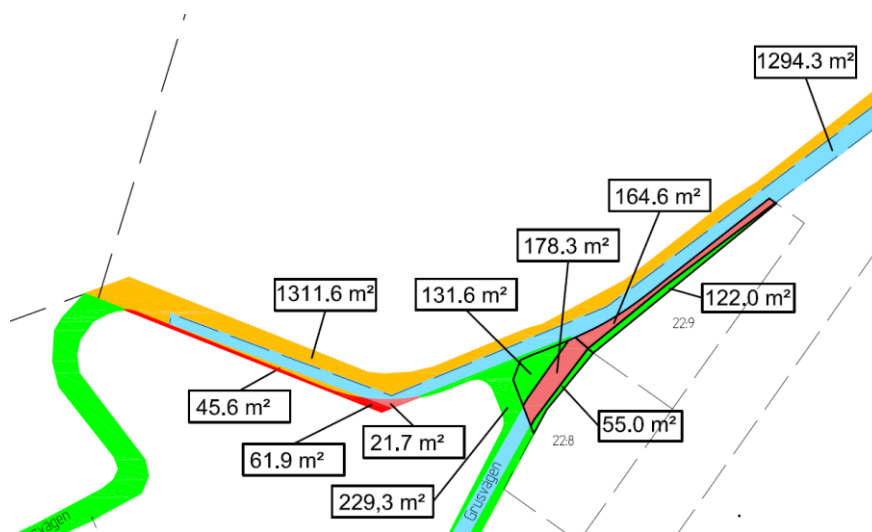 1294.3 m²
164.6 m²
178.3 m²
1311.6 m²
131.6 m²
122,0 m²
22:9
45.6 m²
21.7 m²
55.0 m²
22:8
61.9 m²
229,3 m²
Grusvägen